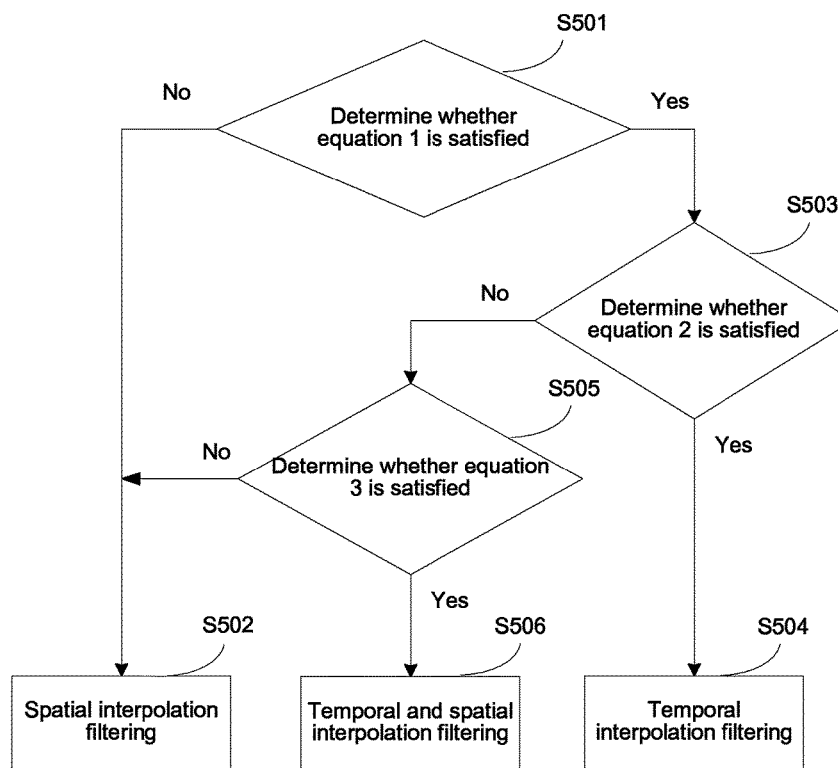 S501
No
Yes
Determine whether
equation 1 is satisfied
S503
No
Determine whether
equation 2 is satisfied
S505
No
Yes
Determine whether equation
3 is satisfied
Yes
S502
S506
S504
Spatial interpolation
filtering
Temporal and spatial
interpolation filtering
Temporal
interpolation filtering